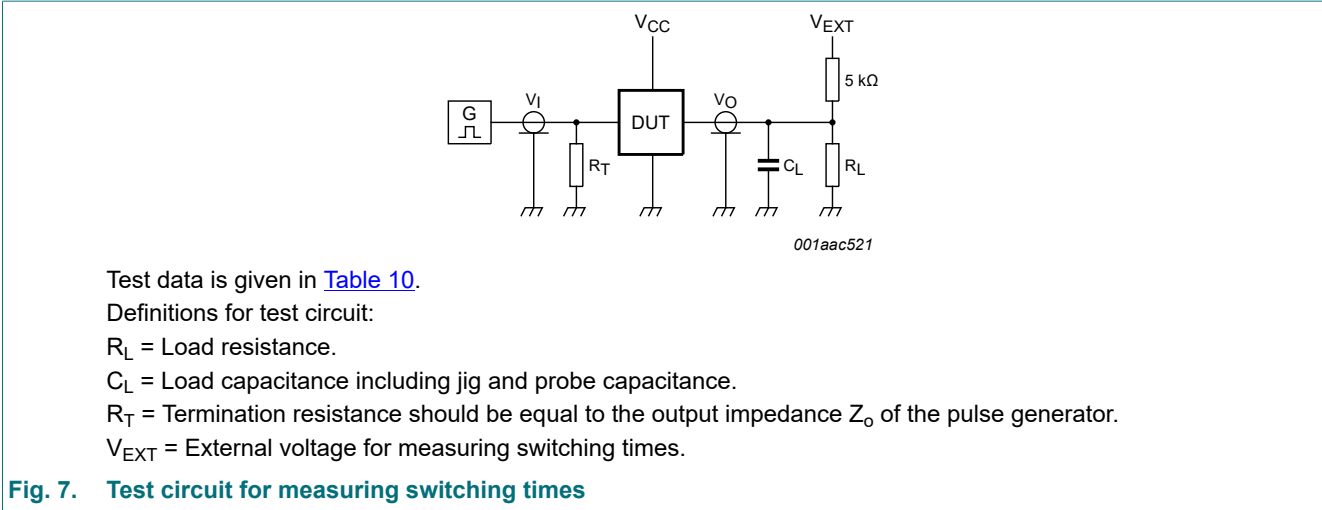 VCC
VEXT
5 kΩ
G
VI
DUT
VO
RT
CL
RL
001aac521
Test data is given in Table 10.
Definitions for test circuit:
RL = Load resistance.
CL = Load capacitance including jig and probe capacitance.
RT = Termination resistance should be equal to the output impedance Zo of the pulse generator.
VEXT = External voltage for measuring switching times.
Fig. 7. Test circuit for measuring switching times